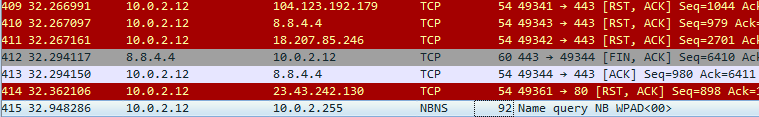 409 32.266991 10.0.2.12 104.123.192.179 TCP 54 49341 → 443 [RST, ACK] Seq=1044 Ack
410 32.267097 10.0.2.12 8.8.4.4 TCP 54 49344 → 443 [RST, ACK] Seq=979 Ack=
411 32.267161 10.0.2.12 18.207.85.246 TCP 54 49342 → 443 [RST, ACK] Seq=2701 Ac
412 32.294117 8.8.4.4 10.0.2.12 TCP 60 443 → 49344 [FIN, ACK] Seq=6410 Ack
413 32.294150 10.0.2.12 8.8.4.4 TCP 54 49344 → 443 [ACK] Seq=980 Ack=6411
414 32.362106 10.0.2.12 23.43.242.130 TCP 54 49361 → 80 [RST, ACK] Seq=898 Ack=1
415 32.948286 10.0.2.12 10.0.2.255 NBNS 92 Name query NB WPAD<00>